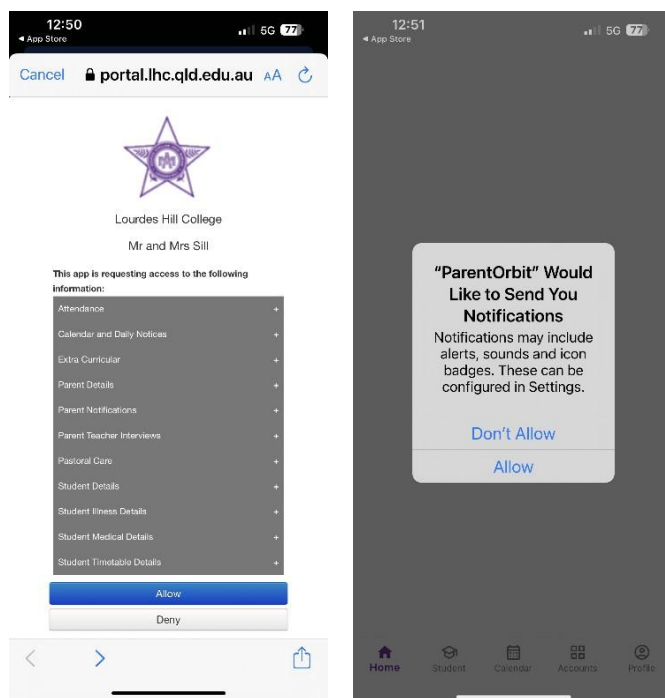 12:50
5G 77
◄ App Store
Cancel portal.lhc.qld.edu.au AA
Lourdes Hill College
Mr and Mrs Sill
This app is requesting access to the following
information:
Attendance +
Calendar and Daily Notices +
Extra Curricular +
Parent Details +
Parent Notifications +
Parent Teacher Interviews +
Pastoral Care +
Student Details +
Student Illness Details +
Student Medical Details +
Student Timetable Details +
Allow
Deny
12:51
5G 77
◄ App Store
“ParentOrbit” Would
Like to Send You
Notifications
Notifications may include
alerts, sounds and icon
badges. These can be
configured in Settings.
Don’t Allow
Allow
Home Student Calendar Accounts Profile